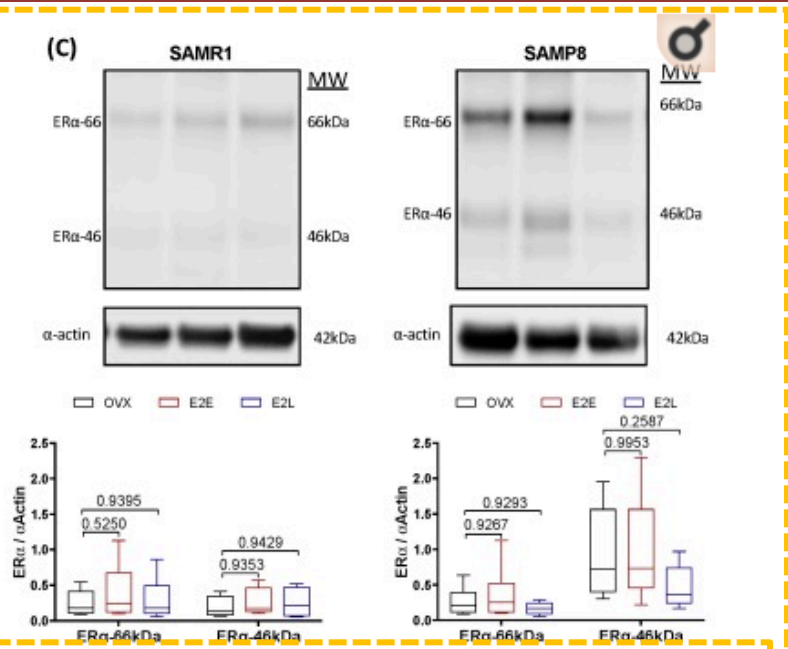 (C)
SAMR1
MW
ERα-66
66kDa
ERα-46
46kDa
α-actin
42kDa
OVX E2E E2L
2.5
2.0
1.5
1.0
0.5
0.0
ERα / αActin
0.9395
0.5250
0.9429
0.9353
ERα-66kDa ERα-46kDa
SAMP8
MW
ERα-66
66kDa
ERα-46
46kDa
α-actin
42kDa
OVX E2E E2L
2.5
2.0
1.5
1.0
0.5
0.0
ERα / αActin
0.9293
0.9267
0.2587
0.9953
ERα-66kDa ERα-46kDa